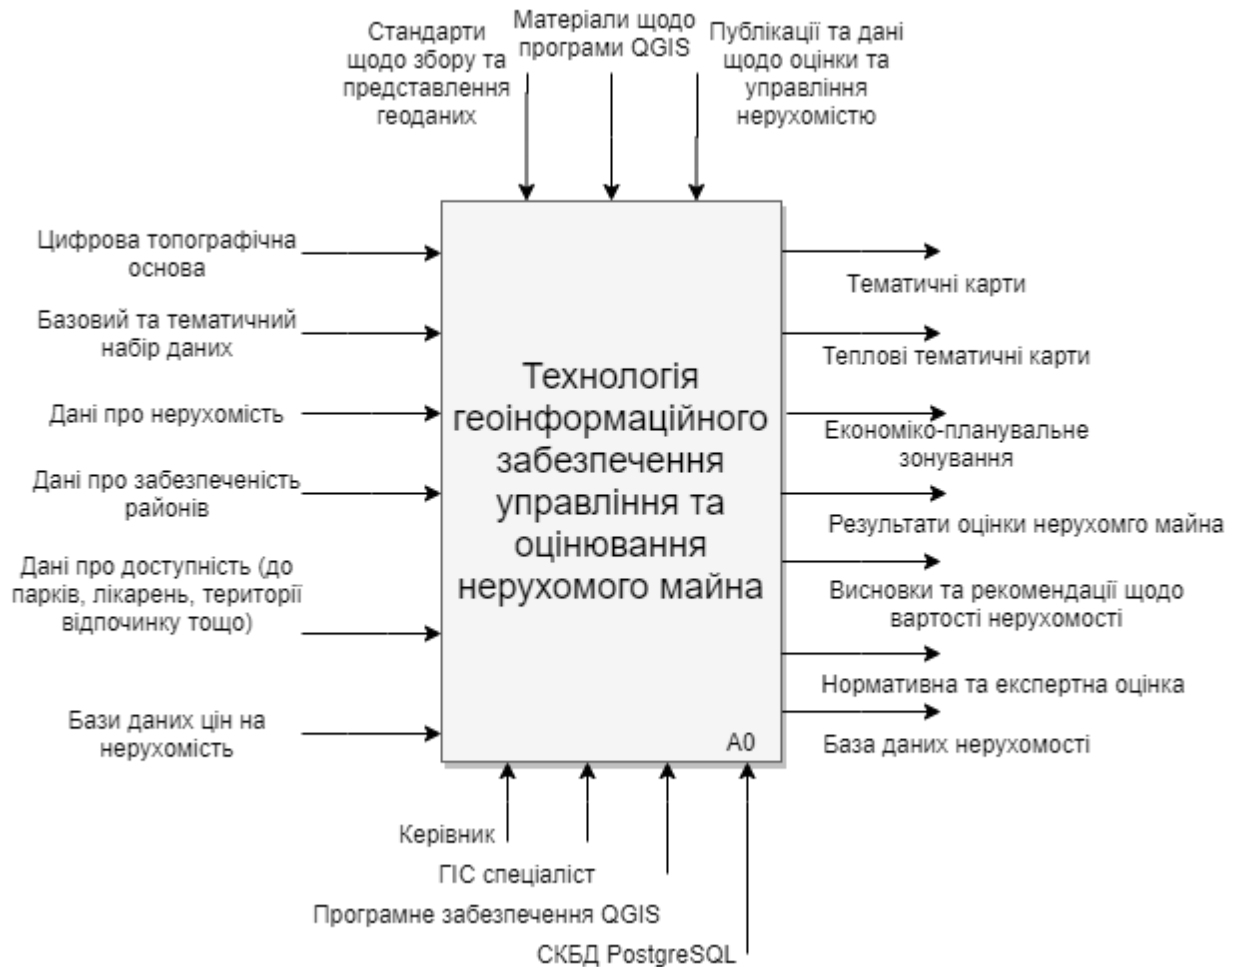 Стандарти
щодо збору та
представлення
геоданих
Матеріали щодо
програми QGIS
Публікації та дані
щодо оцінки та
управління
нерухомістю
Цифрова топографічна
основа
Базовий та тематичний
набір даних
Дані про нерухомість
Дані про забезпеченість
районів
Дані про доступність (до
парків, лікарень, території
відпочинку тощо)
Бази даних цін на
нерухомість
Технологія
геоінформаційного
забезпечення
управління та
оцінювання
нерухомого майна
A0
Тематичні карти
Теплові тематичні карти
Економіко-планувальне
зонування
Результати оцінки нерухомго майна
Висновки та рекомендації щодо
вартості нерухомості
Нормативна та експертна оцінка
База даних нерухомості
Керівник
ГІС спеціаліст
Програмне забезпечення QGIS
СКБД PostgreSQL